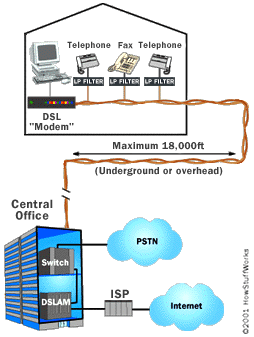 Telephone Fax Telephone
LP FILTER LP FILTER LP FILTER
DSL
"Modem"
Maximum 18,000ft
(Underground or overhead)
Central
Office
Switch
PSTN
DSLAM
ISP
Internet
©2001 HowStuffWorks